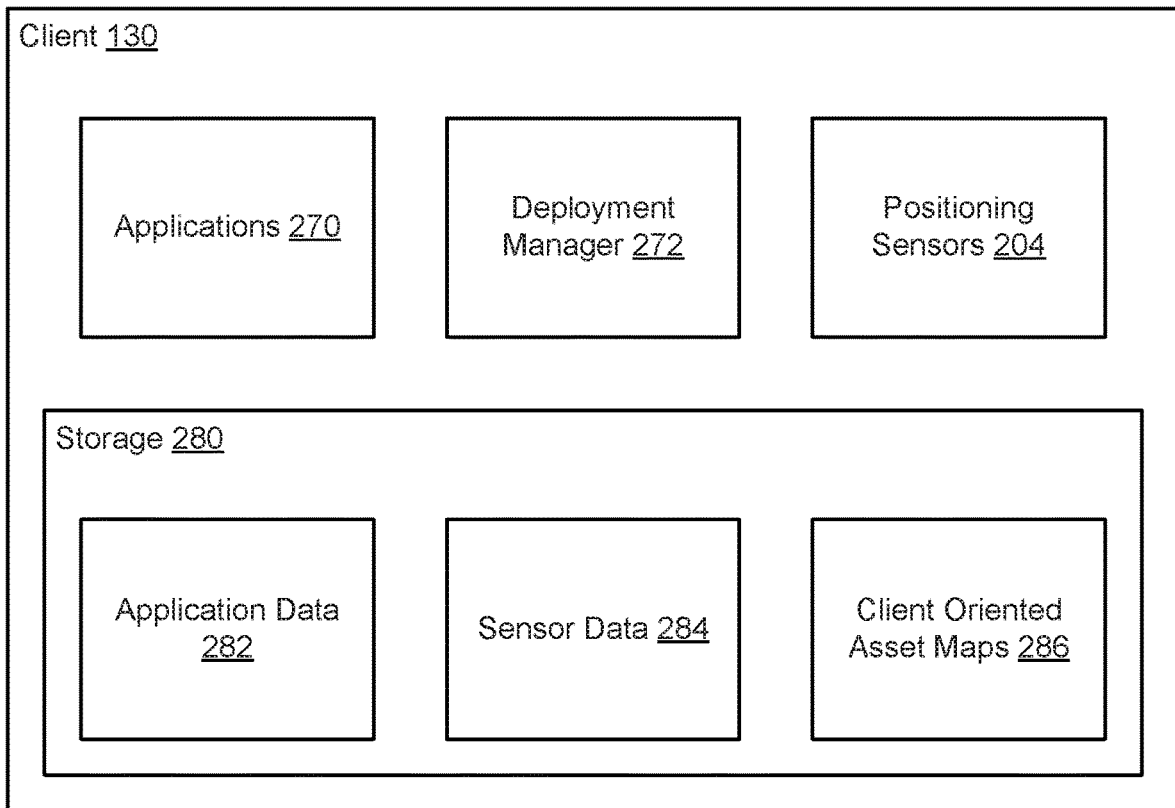 Client 130
Applications 270
Deployment
Manager 272
Positioning
Sensors 204
Storage 280
Application Data
282
Sensor Data 284
Client Oriented
Asset Maps 286